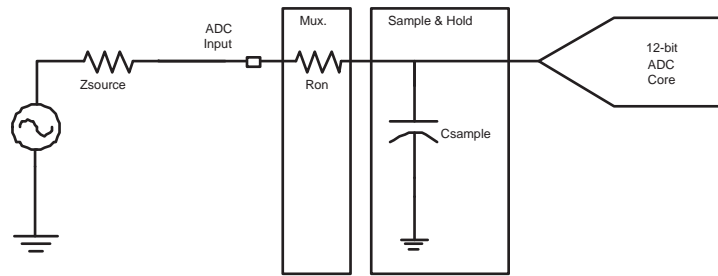 Mux.
Sample & Hold
ADC
Input
12-bit
ADC
Core
Zsource
Ron
Csample